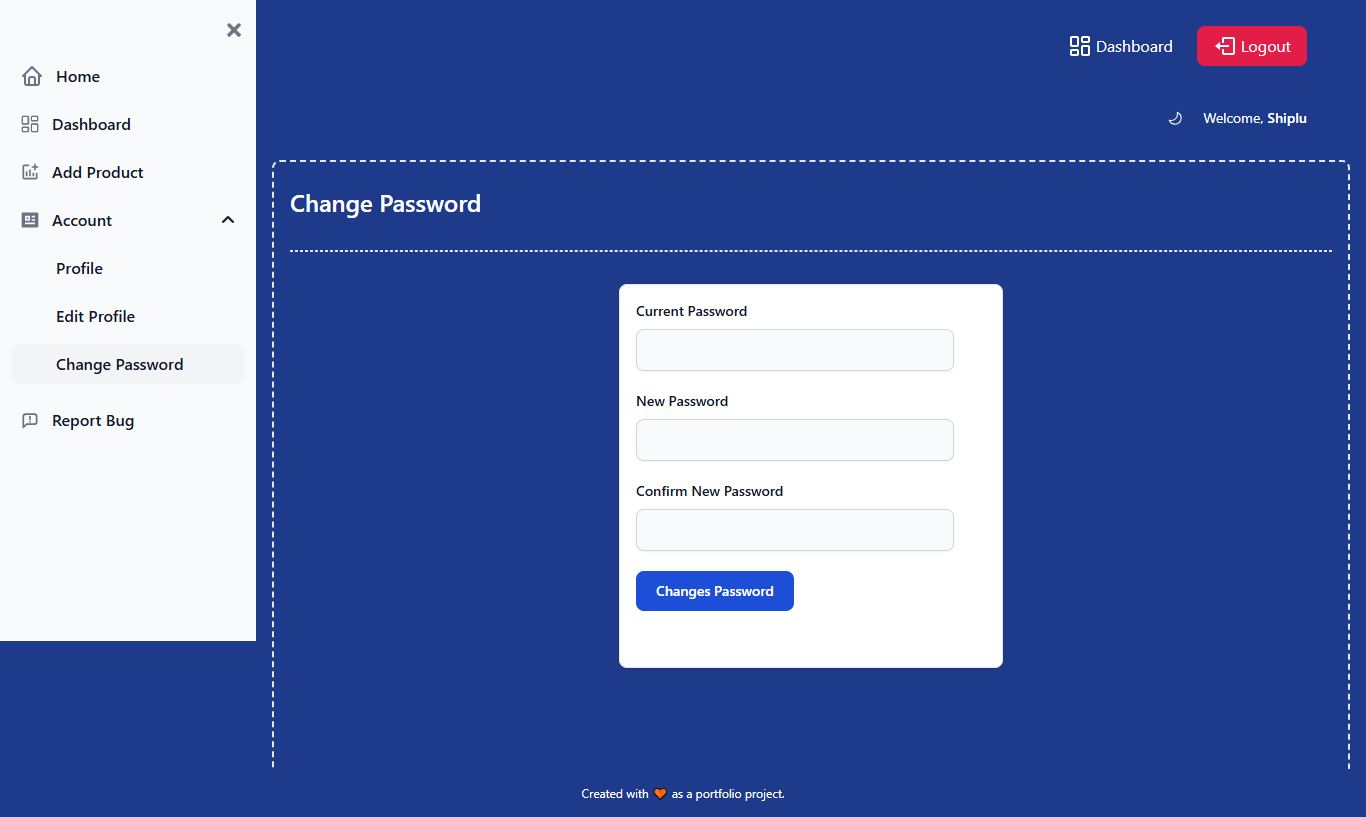 Home
Dashboard
Add Product
Account
Profile
Edit Profile
Change Password
Report Bug
Dashboard
Logout
Welcome, Shiplu
Change Password
Current Password
New Password
Confirm New Password
Changes Password
Created with 🧡 as a portfolio project.